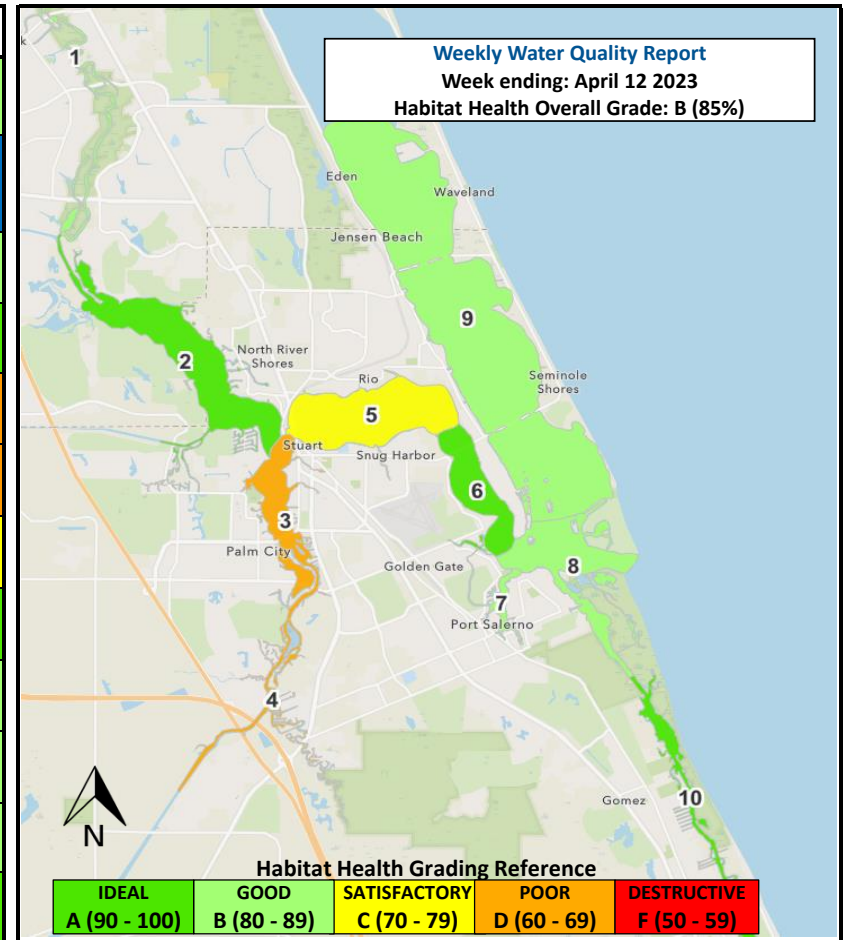 Weekly Water Quality Report
Week ending: April 12 2023
Habitat Health Overall Grade: B (85%)
1
Eden
Waveland
Jensen Beach
9
2
North River
Shores
Rio
Seminole
Shores
5
Stuart
Snug Harbor
6
3
Palm City
Golden Gate
8
7
Port Salerno
4
Gomez
10
N
Habitat Health Grading Reference
IDEAL GOOD SATISFACTORY POOR DESTRUCTIVE
A (90 - 100) B (80 - 89) C (70 - 79) D (60 - 69) F (50 - 59)